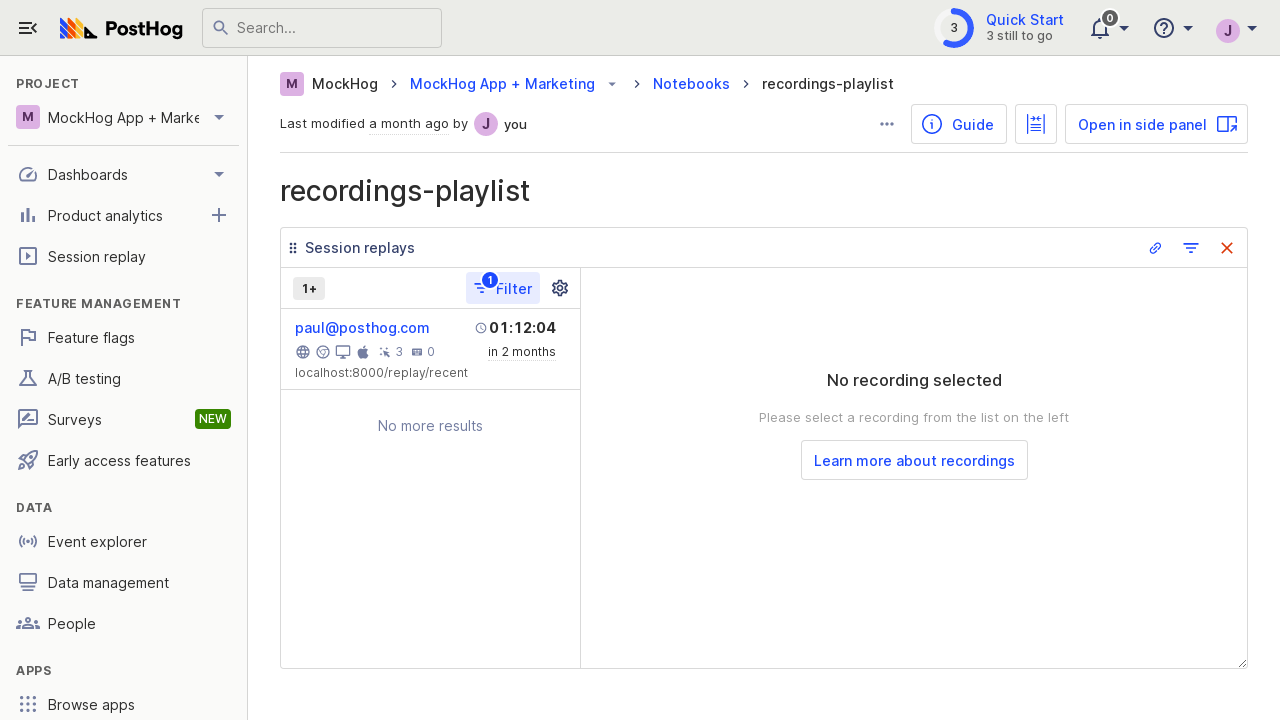 PostHog
Search...
3
Quick Start
3 still to go
0
J
PROJECT
M MockHog App + Marke
Dashboards
Product analytics
Session replay
FEATURE MANAGEMENT
Feature flags
A/B testing
Surveys NEW
Early access features
DATA
Event explorer
Data management
People
APPS
Browse apps
M MockHog MockHog App + Marketing Notebooks recordings-playlist
Last modified a month ago by J you
Guide
Open in side panel
recordings-playlist
Session replays
1+
1
Filter
paul@posthog.com 01:12:04
3 0 in 2 months
localhost:8000/replay/recent
No more results
No recording selected
Please select a recording from the list on the left
Learn more about recordings